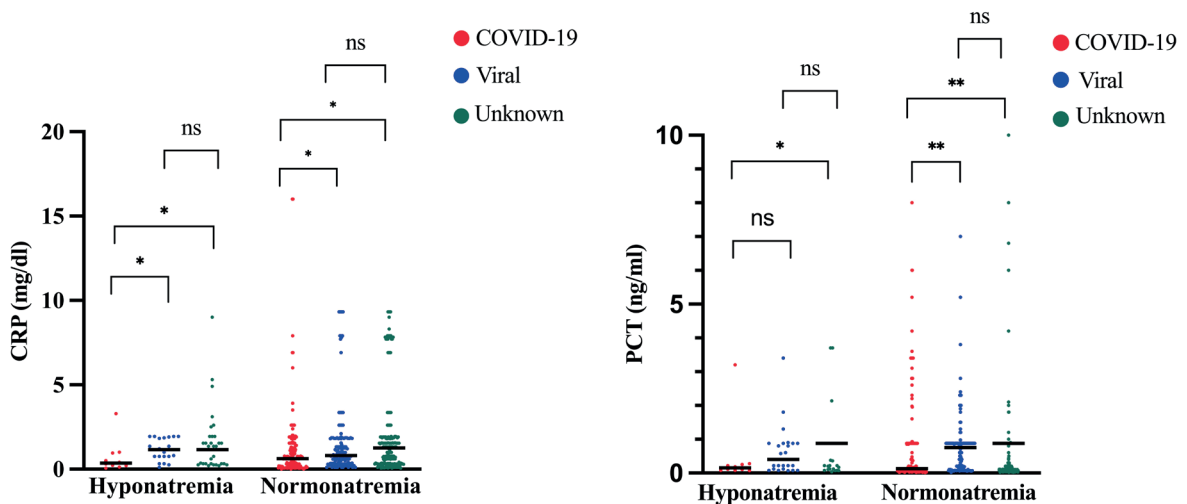 ns
COVID-19
Viral
Unknown
20
15
10
5
0
CRP (mg/dl)
*
*
ns
*
*
Hyponatremia
Normonatremia
ns
COVID-19
Viral
Unknown
10
5
0
PCT (ng/ml)
ns
*
ns
**
**
Hyponatremia
Normonatremia